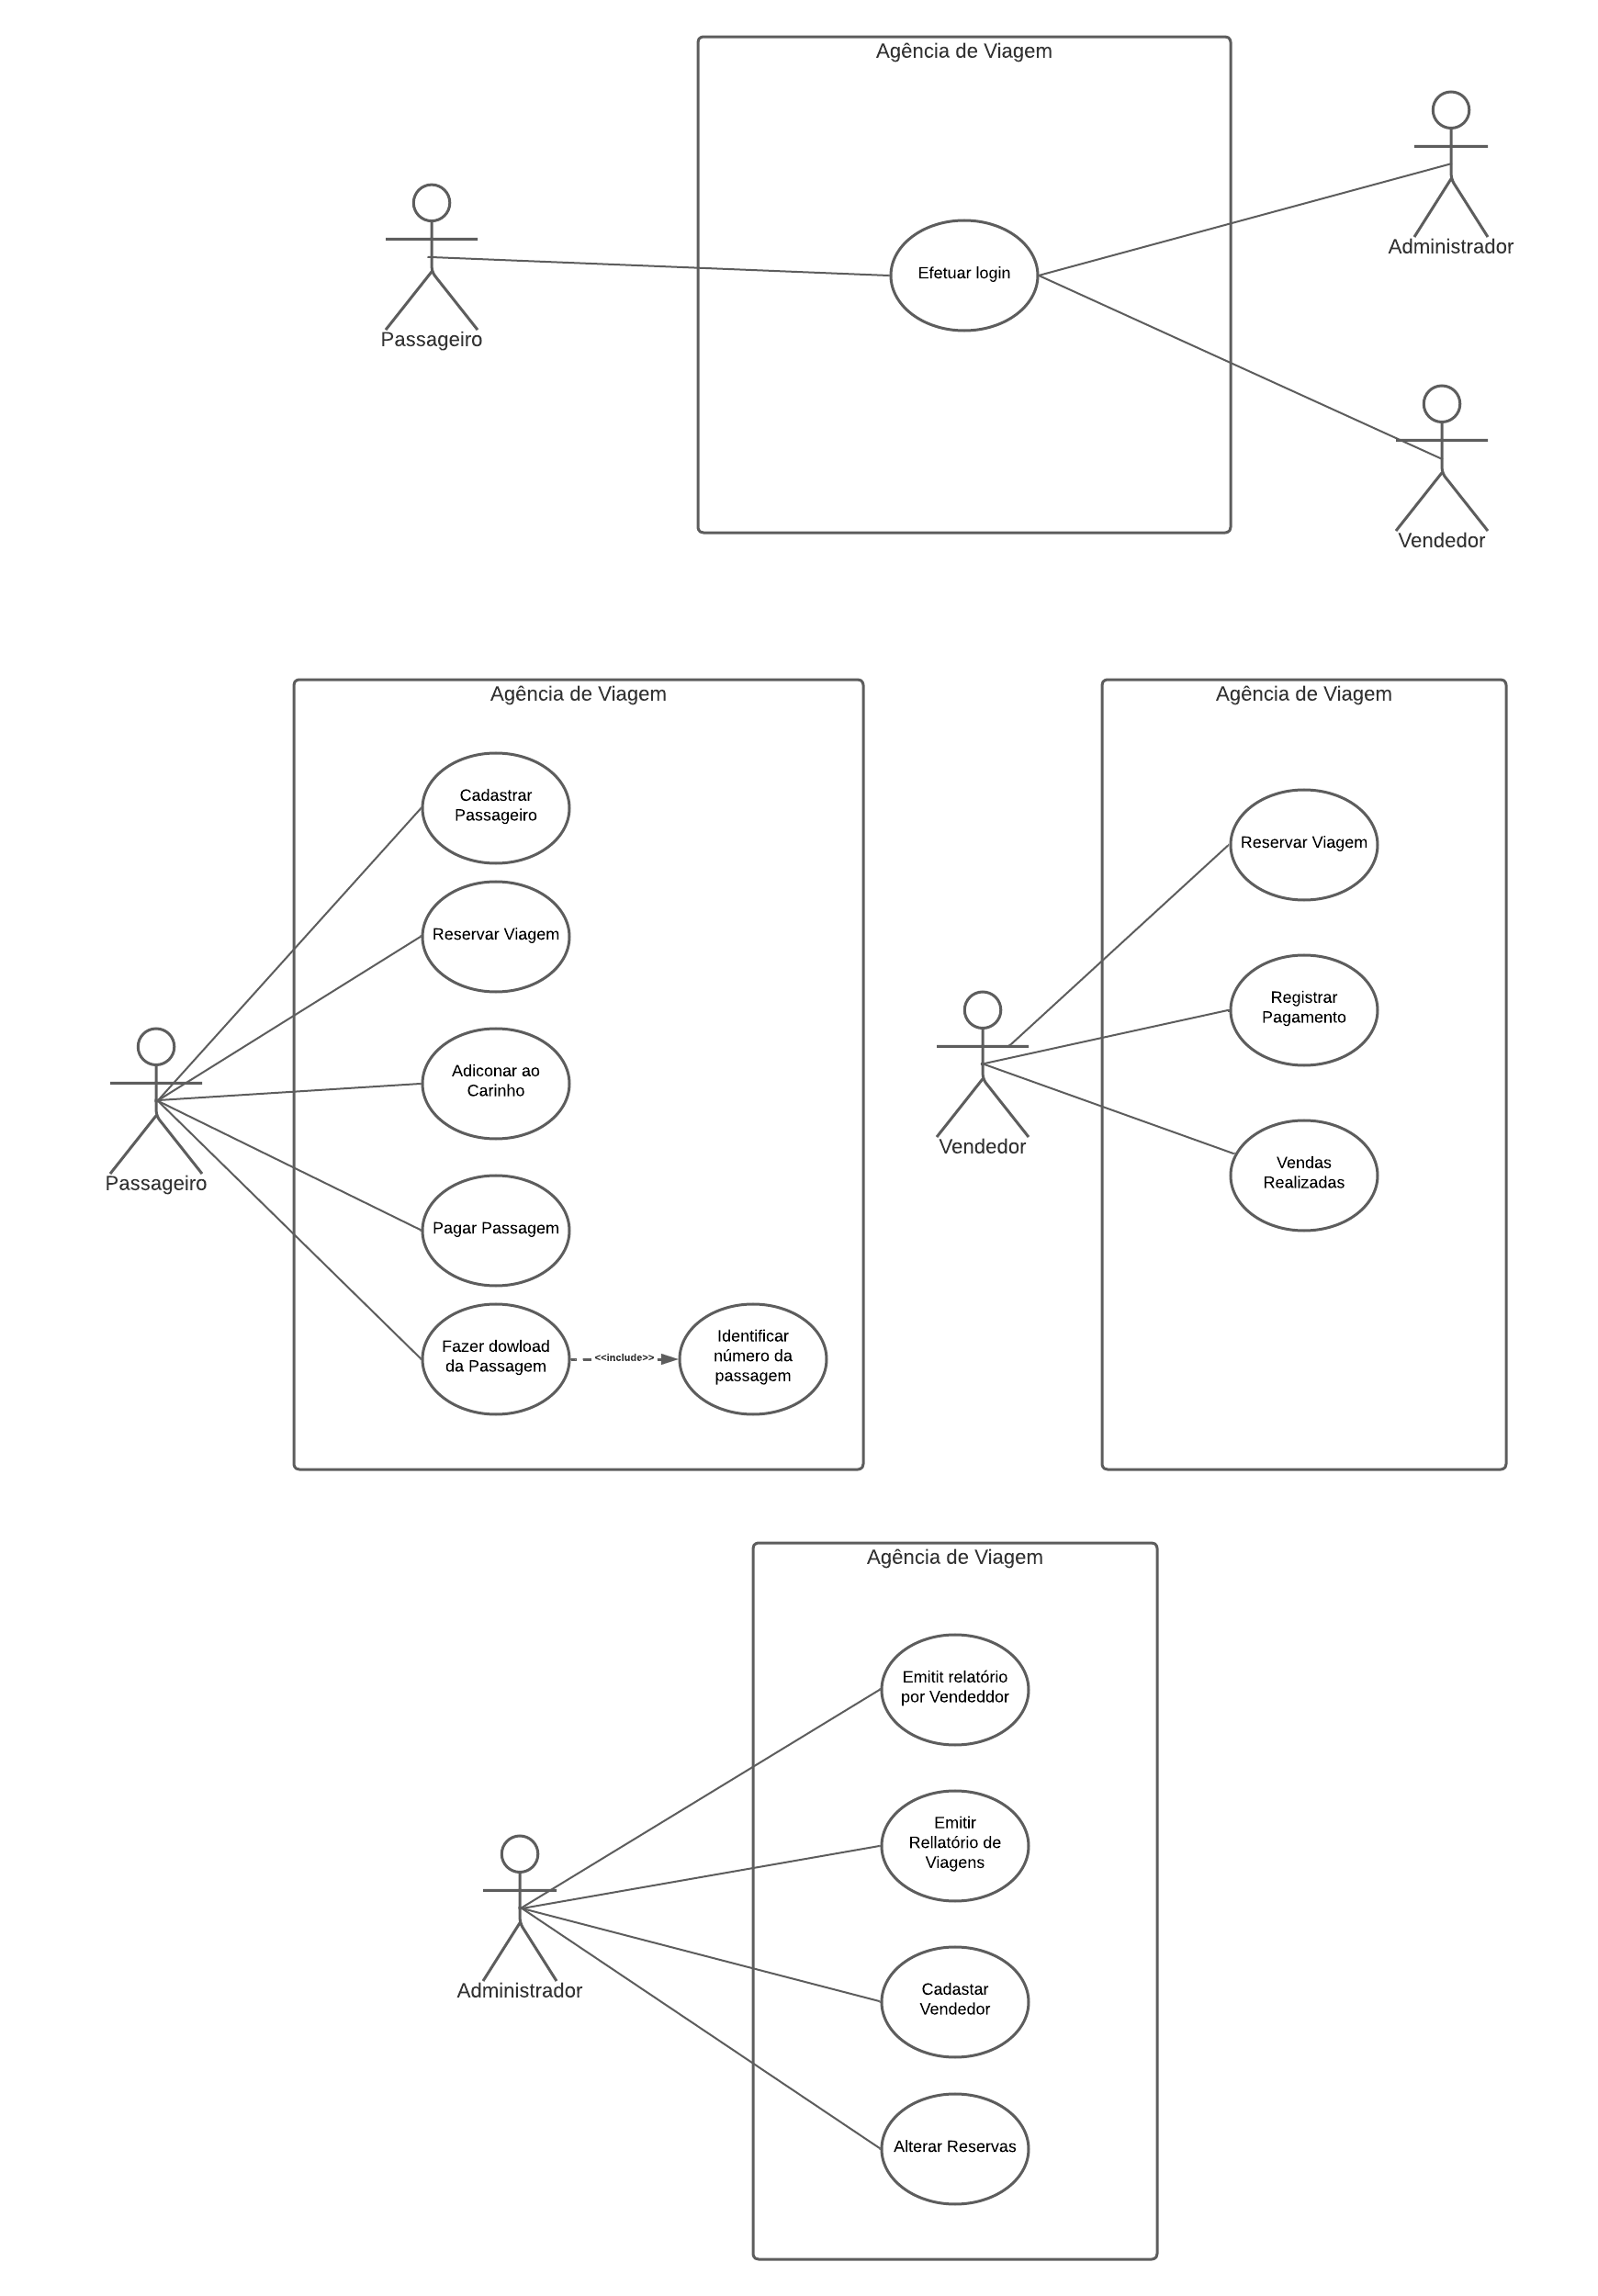 Agência de Viagem
Efetuar login
Passageiro
Administrador
Vendedor
Agência de Viagem
Cadastrar
Passageiro
Reservar Viagem
Adiconar ao
Carinho
Pagar Passagem
Fazer dowload
da Passagem
<<include>>
Identificar
número da
passagem
Passageiro
Agência de Viagem
Reservar Viagem
Registrar
Pagamento
Vendas
Realizadas
Vendedor
Agência de Viagem
Emitit relatório
por Vendeddor
Emitir
Rellatório de
Viagens
Cadastar
Vendedor
Alterar Reservas
Administrador